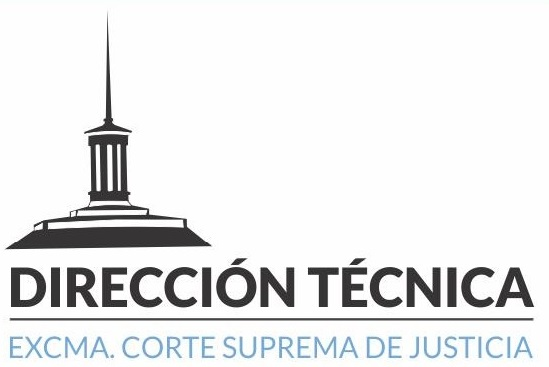 DIRECCIÓN TÉCNICA
EXCMA. CORTE SUPREMA DE JUSTICIA